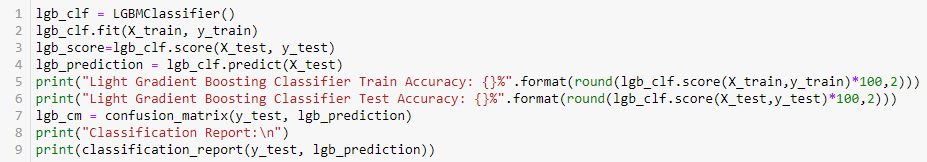 1 lgb_clf = LGBMClassifier()
2 lgb_clf.fit(X_train, y_train)
3 lgb_score=lgb_clf.score(X_test, y_test)
4 lgb_prediction = lgb_clf.predict(X_test)
5 print("Light Gradient Boosting Classifier Train Accuracy: {}%".format(round(lgb_clf.score(X_train,y_train)*100,2)))
6 print("Light Gradient Boosting Classifier Test Accuracy: {}%".format(round(lgb_clf.score(X_test,y_test)*100,2)))
7 lgb_cm = confusion_matrix(y_test, lgb_prediction)
8 print("Classification Report:\n")
9 print(classification_report(y_test, lgb_prediction))